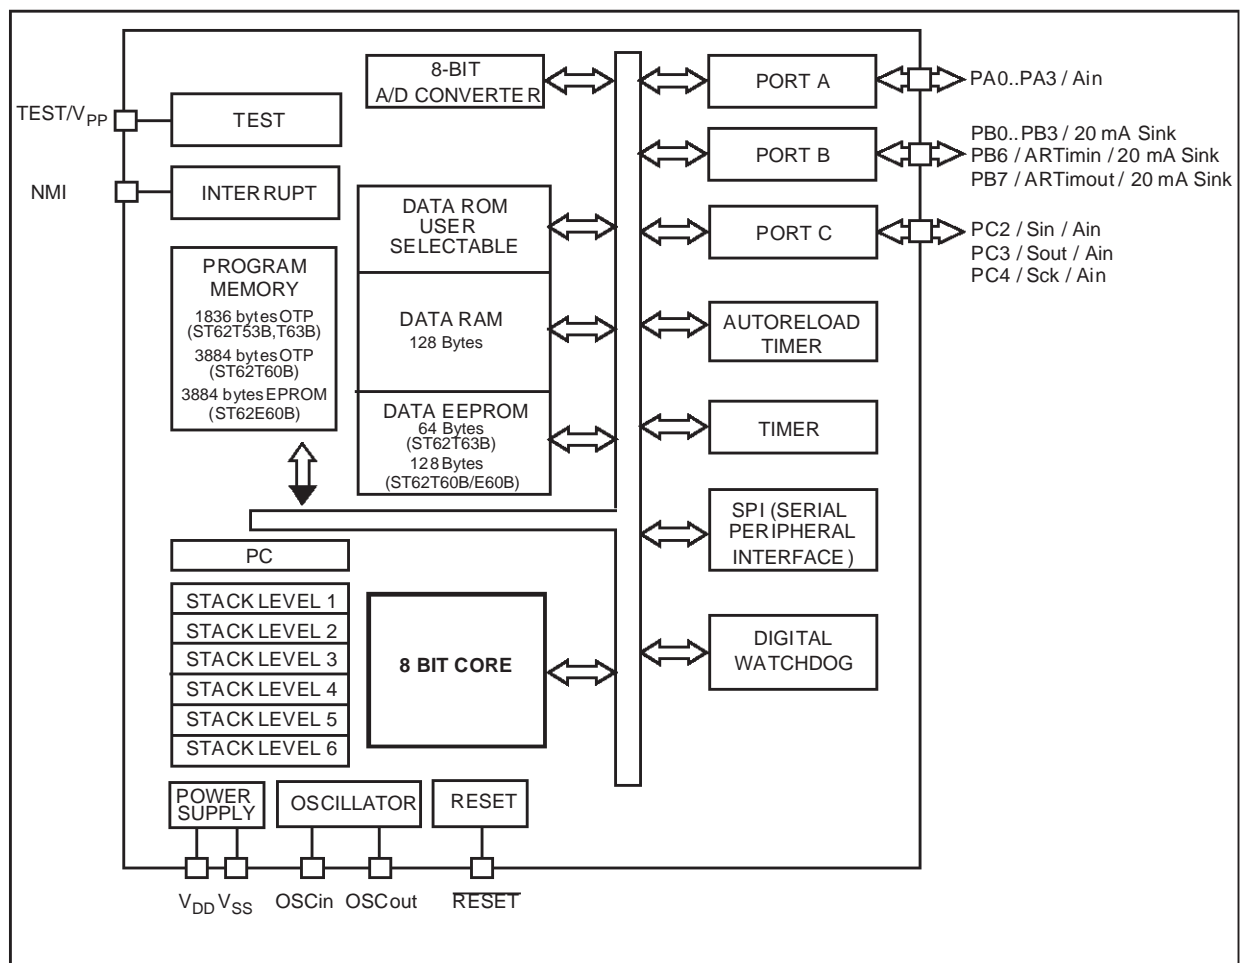 8-BIT
A/D CONVERTER
PORT A
PA0..PA3 / Ain
TEST/VPP
TEST
PORT B
PB0..PB3 / 20 mA Sink
PB6 / ARTimin / 20 mA Sink
PB7 / ARTimout / 20 mA Sink
NMI
INTERRUPT
DATA ROM
USER
SELECTABLE
PORT C
PC2 / Sin / Ain
PC3 / Sout / Ain
PC4 / Sck / Ain
PROGRAM
MEMORY
1836 bytes OTP
(ST62T53B,T63B)
3884 bytes OTP
(ST62T60B)
3884 bytes EPROM
(ST62E60B)
DATA RAM
128 Bytes
AUTORELOAD
TIMER
DATA EEPROM
64 Bytes
(ST62T63B)
128 Bytes
(ST62T60B/E60B)
TIMER
SPI (SERIAL
PERIPHERAL
INTERFACE)
PC
STACK LEVEL 1
STACK LEVEL 2
STACK LEVEL 3
STACK LEVEL 4
STACK LEVEL 5
STACK LEVEL 6
8 BIT CORE
DIGITAL
WATCHDOG
POWER
SUPPLY
OSCILLATOR
RESET
VDD VSS OSCin OSCout RESET